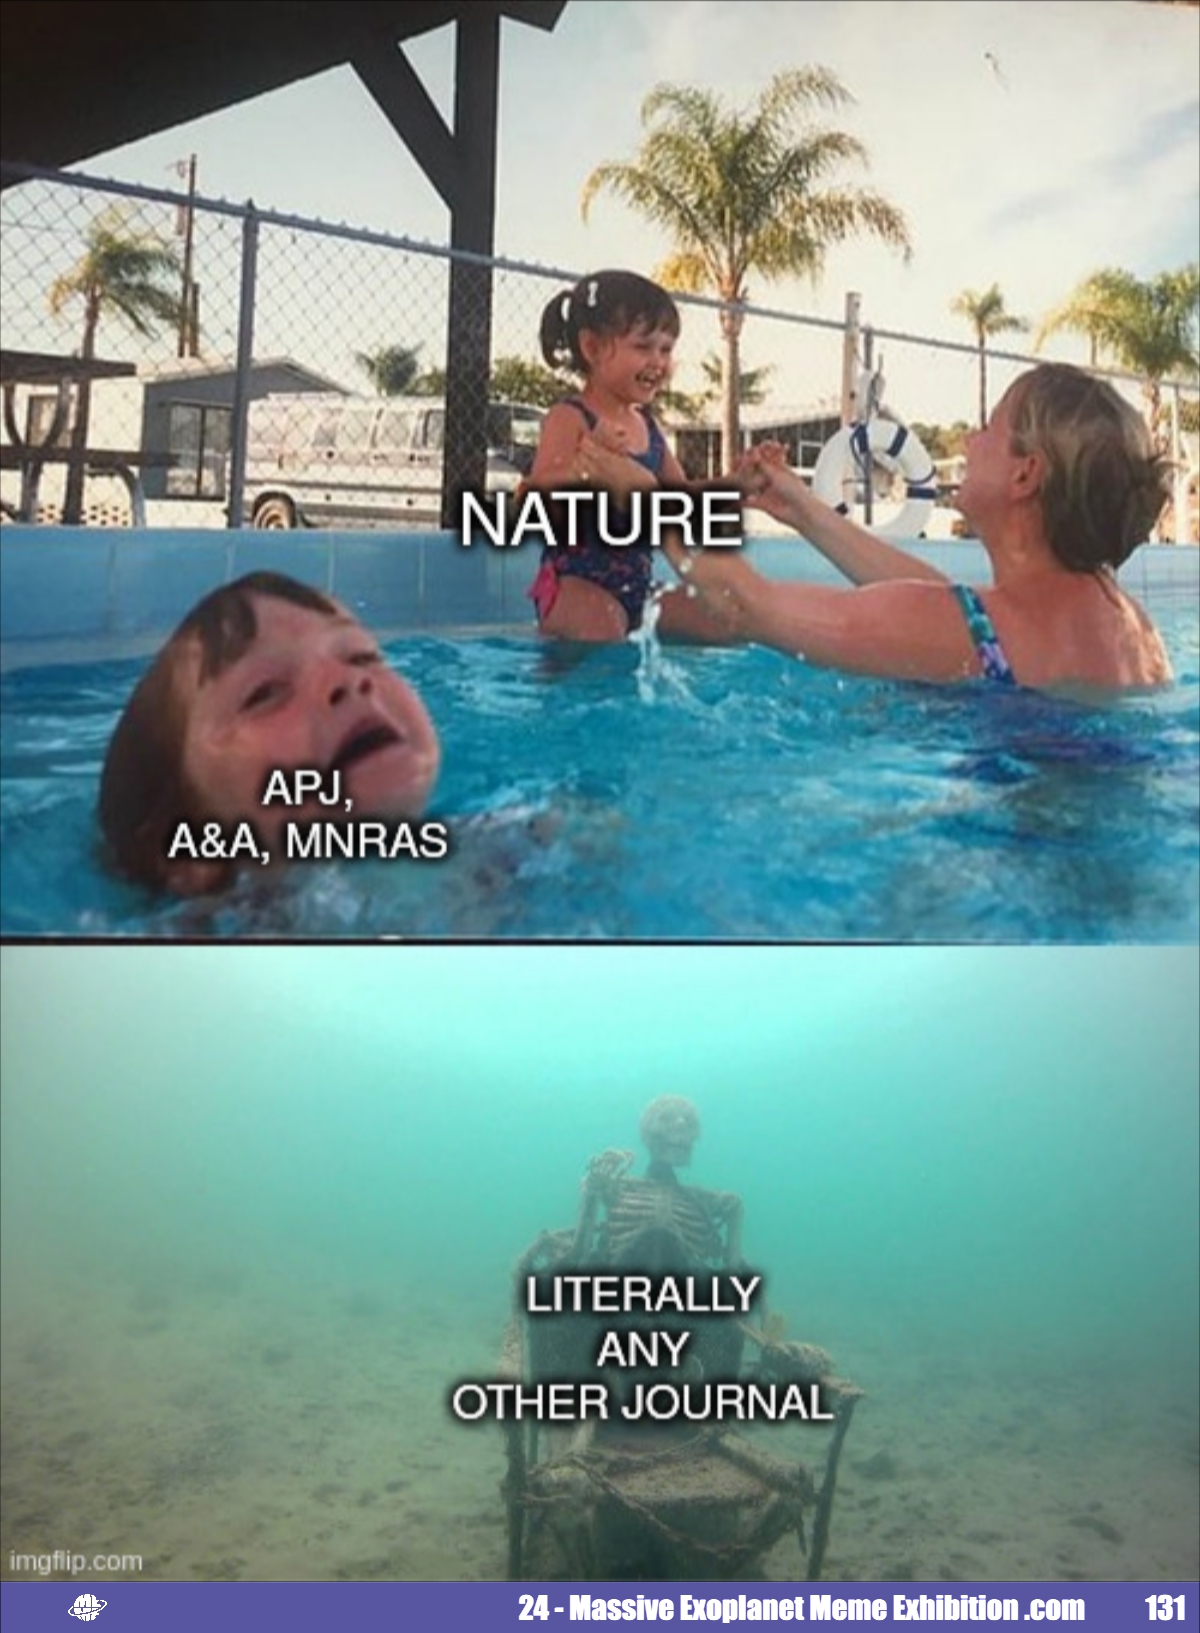 NATURE
APJ,
A&A, MNRAS
LITERALLY
ANY
OTHER JOURNAL
imgflip.com
24 - Massive Exoplanet Meme Exhibition .com 131